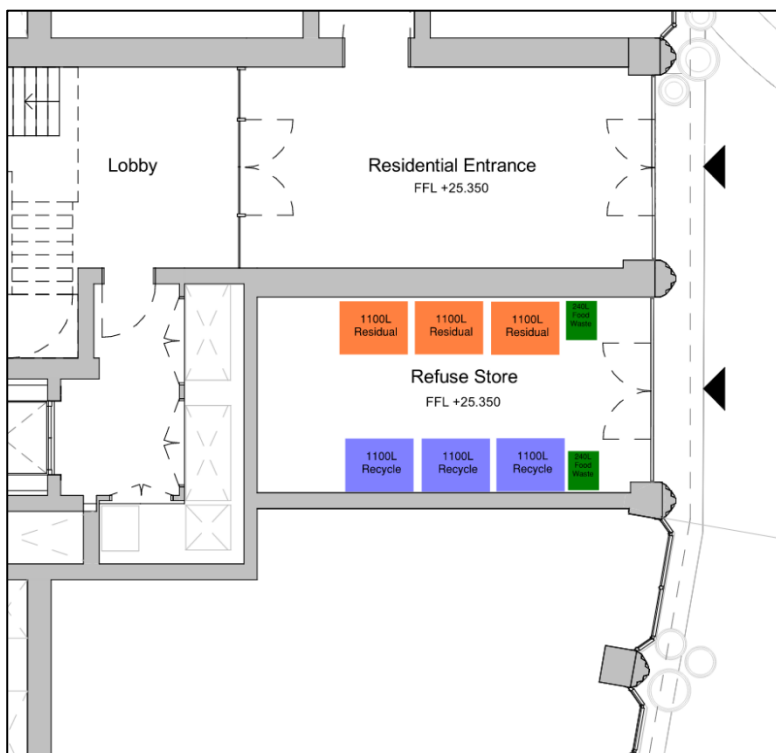 Lobby
Residential Entrance
FFL +25.350
1100L
Residual
1100L
Residual
1100L
Residual
240L
Food
Waste
Refuse Store
FFL +25.350
1100L
Recycle
1100L
Recycle
1100L
Recycle
240L
Food
Waste